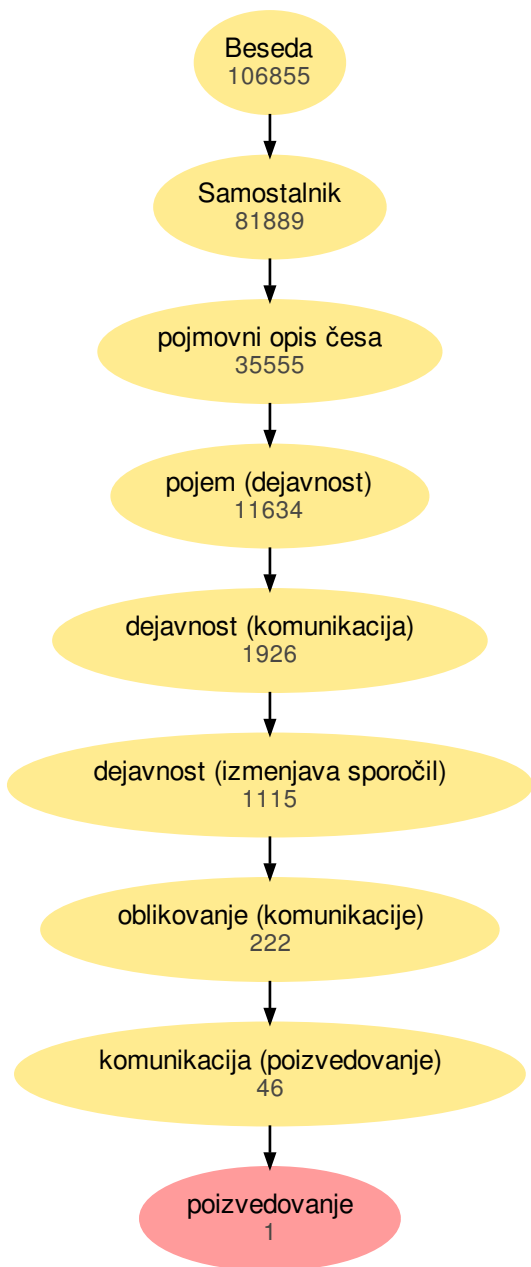 Beseda
106855
Samostalnik
81889
pojmovni opis česa
35555
pojem (dejavnost)
11634
dejavnost (komunikacija)
1926
dejavnost (izmenjava sporočil)
1115
oblikovanje (komunikacije)
222
komunikacija (poizvedovanje)
46
poizvedovanje
1